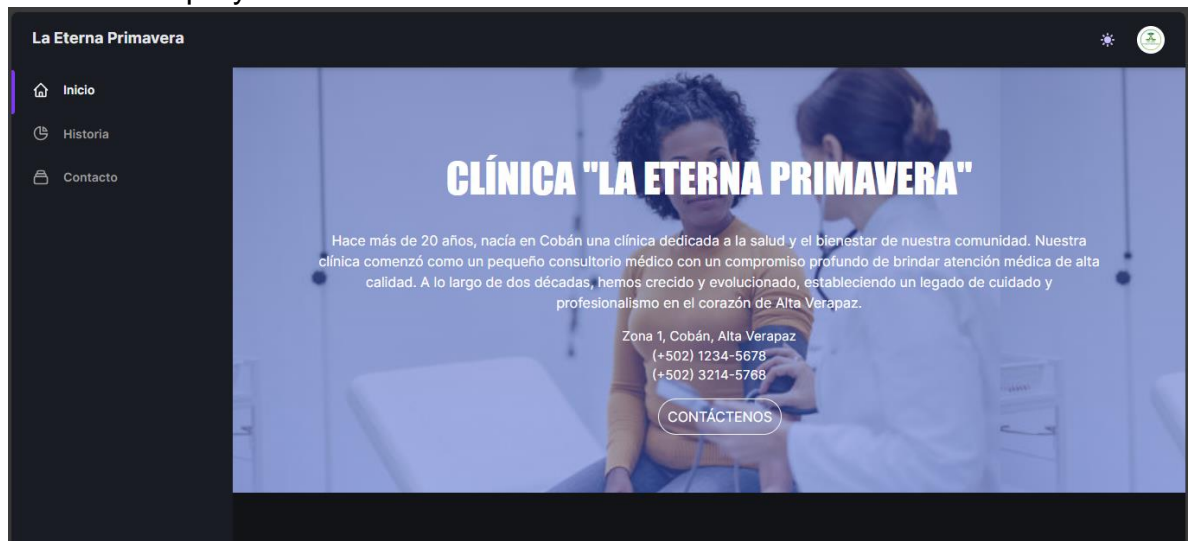 La Eterna Primavera
Inicio
Historia
Contacto
CLÍNICA "LA ETERNA PRIMAVERA"
Hace más de 20 años, nacía en Cobán una clínica dedicada a la salud y el bienestar de nuestra comunidad. Nuestra
clínica comenzó como un pequeño consultorio médico con un compromiso profundo de brindar atención médica de alta
calidad. A lo largo de dos décadas, hemos crecido y evolucionado, estableciendo un legado de cuidado y
profesionalismo en el corazón de Alta Verapaz.
Zona 1, Cobán, Alta Verapaz
(+502) 1234-5678
(+502) 3214-5768
CONTÁCTENOS